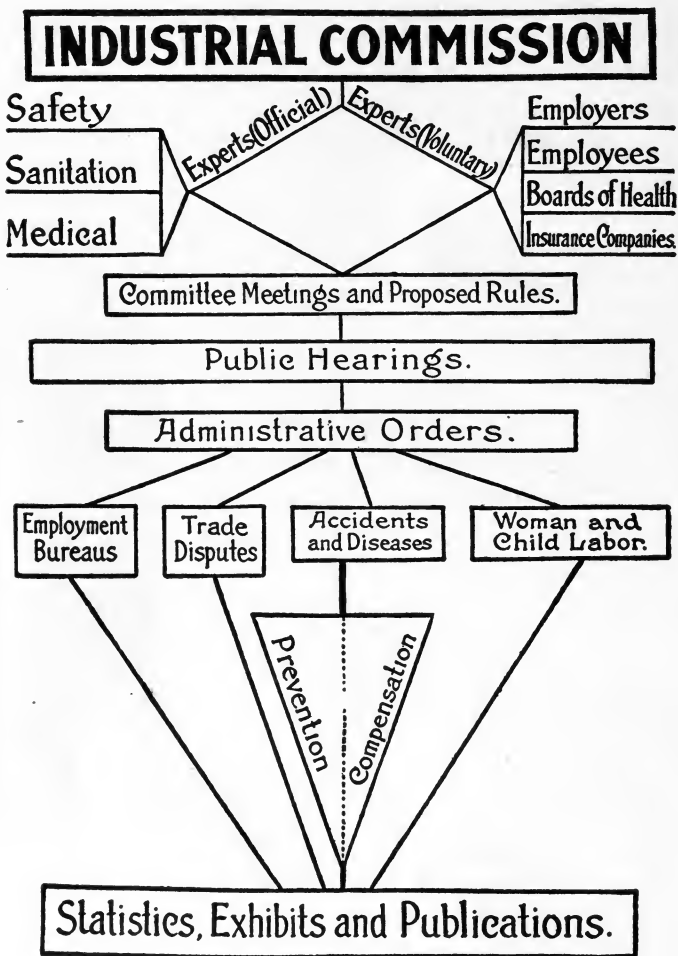 INDUSTRIAL COMMISSION
Safety
Sanitation
Medical
Experts (Official)
Experts (Voluntary)
Employers
Employees
Boards of Health
Insurance Companies.
Committee Meetings and Proposed Rules.
Public Hearings.
Administrative Orders.
Employment
Bureaus
Trade
Disputes
Accidents
and Diseases
Woman and
Child Labor.
Prevention
Compensation
Statistics, Exhibits and Publications.